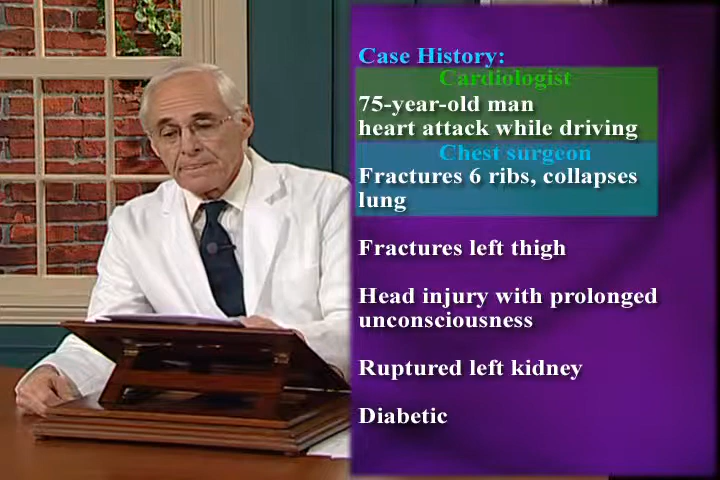 Case History:
Cardiologist
75-year-old man
heart attack while driving
Chest surgeon
Fractures 6 ribs, collapses
lung
Fractures left thigh
Head injury with prolonged
unconsciousness
Ruptured left kidney
Diabetic